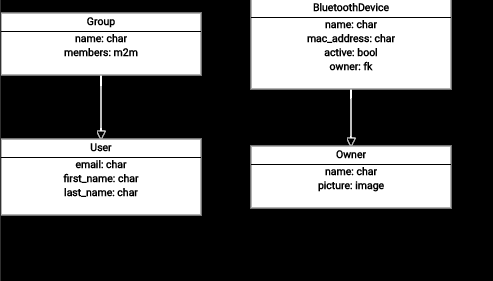 Group
name: char
members: m2m
User
email: char
first_name: char
last_name: char
BluetoothDevice
name: char
mac_address: char
active: bool
owner: fk
Owner
name: char
picture: image